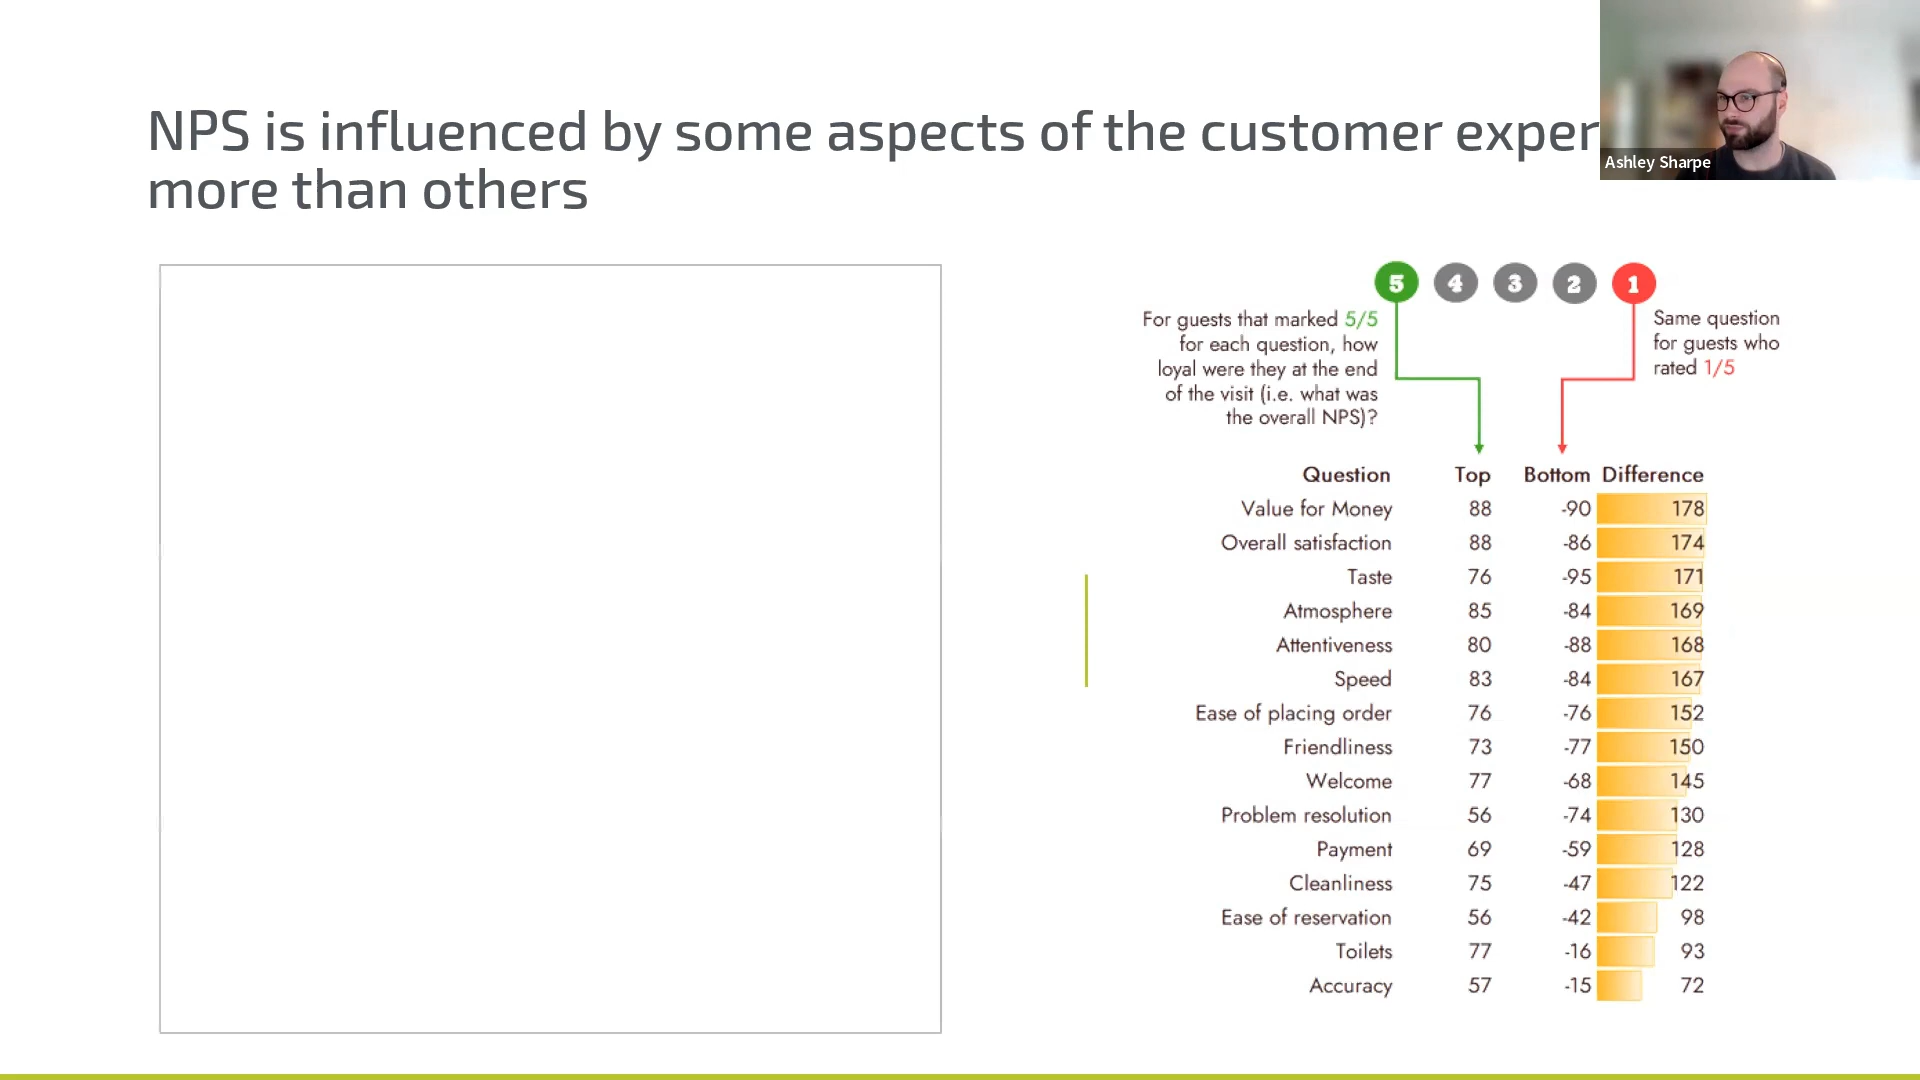 NPS is influenced by some aspects of the customer exper
more than others
Ashley Sharpe
5 4 3 2 1
For guests that marked 5/5
for each question, how
loyal were they at the end
of the visit (i.e. what was
the overall NPS)?
Same question
for guests who
rated 1/5
Question Top Bottom Difference
Value for Money 88 -90 178
Overall satisfaction 88 -86 174
Taste 76 -95 171
Atmosphere 85 -84 169
Attentiveness 80 -88 168
Speed 83 -84 167
Ease of placing order 76 -76 152
Friendliness 73 -77 150
Welcome 77 -68 145
Problem resolution 56 -74 130
Payment 69 -59 128
Cleanliness 75 -47 122
Ease of reservation 56 -42 98
Toilets 77 -16 93
Accuracy 57 -15 72